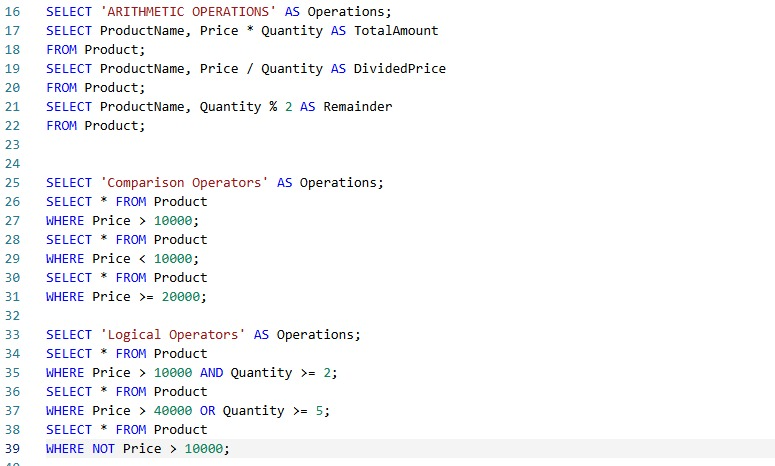 16 SELECT 'ARITHMETIC OPERATIONS' AS Operations;
17 SELECT ProductName, Price * Quantity AS TotalAmount
18 FROM Product;
19 SELECT ProductName, Price / Quantity AS DividedPrice
20 FROM Product;
21 SELECT ProductName, Quantity % 2 AS Remainder
22 FROM Product;
23
24
25 SELECT 'Comparison Operators' AS Operations;
26 SELECT * FROM Product
27 WHERE Price > 10000;
28 SELECT * FROM Product
29 WHERE Price < 10000;
30 SELECT * FROM Product
31 WHERE Price >= 20000;
32
33 SELECT 'Logical Operators' AS Operations;
34 SELECT * FROM Product
35 WHERE Price > 10000 AND Quantity >= 2;
36 SELECT * FROM Product
37 WHERE Price > 40000 OR Quantity >= 5;
38 SELECT * FROM Product
39 WHERE NOT Price > 10000;